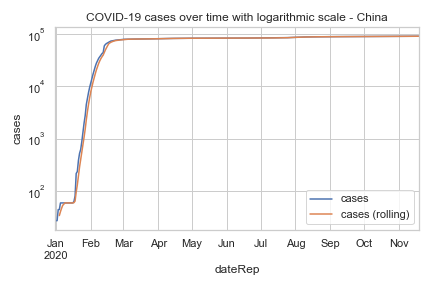 COVID-19 cases over time with logarithmic scale - China
10⁵
10⁴
10³
10²
cases
cases
cases (rolling)
Jan Feb Mar Apr May Jun Jul Aug Sep Oct Nov
2020
dateRep